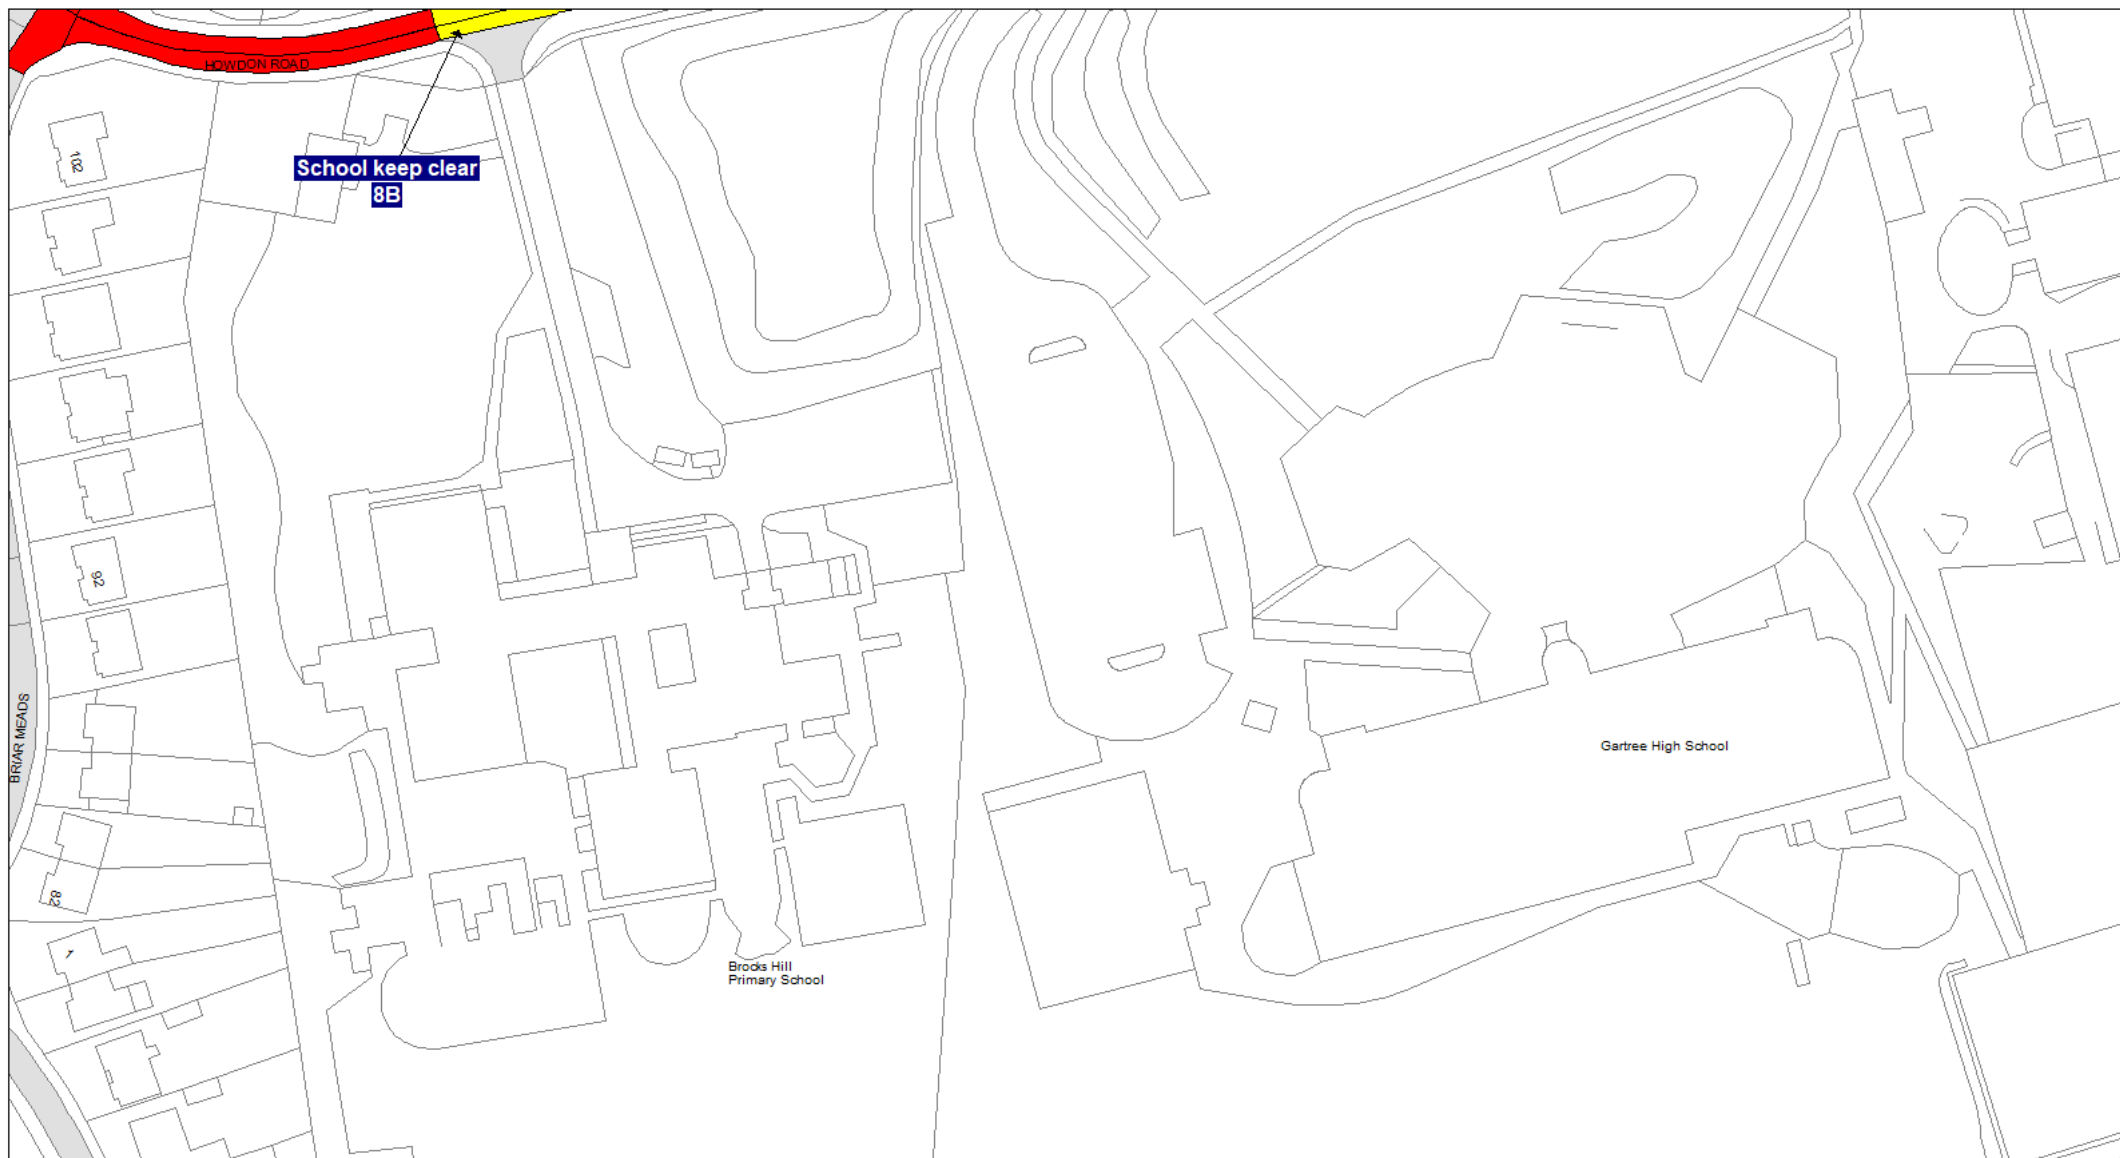 HOWDON ROAD
102
School keep clear
8B
92
BRIAR MEADS
Gartree High School
82
1
Brocks Hill
Primary School